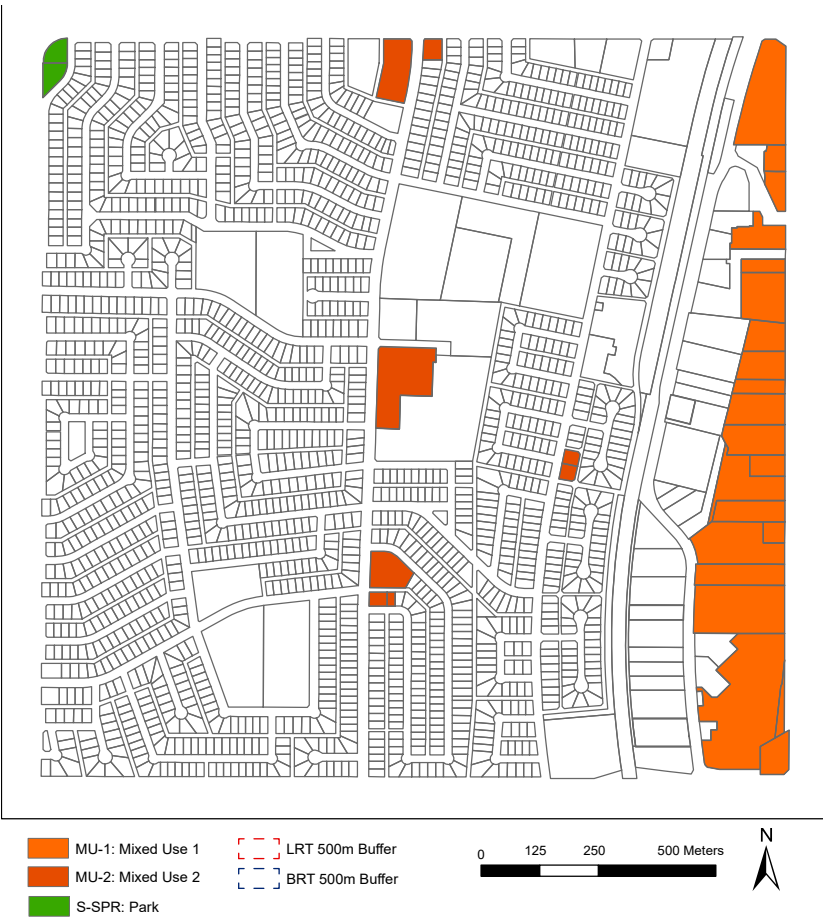 MU-1: Mixed Use 1
MU-2: Mixed Use 2
S-SPR: Park
LRT 500m Buffer
BRT 500m Buffer
0 125 250 500 Meters
N